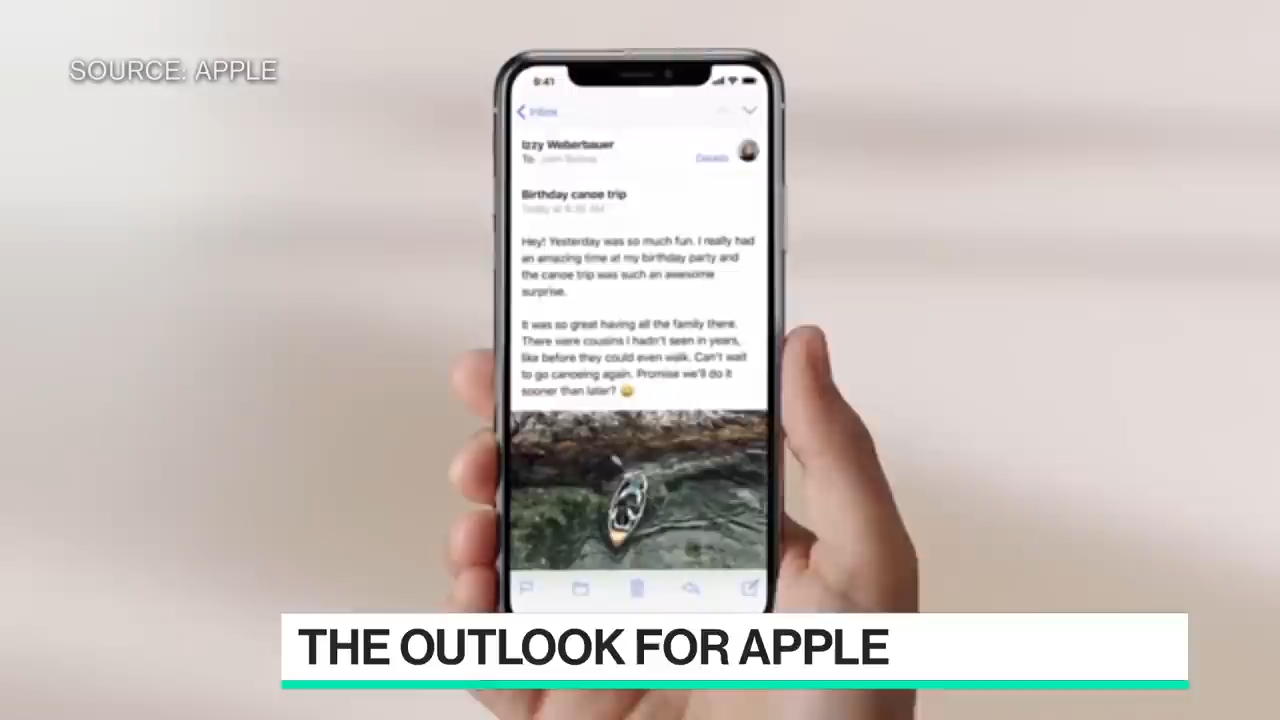 SOURCE: APPLE
9:41
Inbox
Izzy Weberbauer
To:
Details
Birthday canoe trip
Today at
Hey! Yesterday was so much fun. I really had
an amazing time at my birthday party and
the canoe trip was such an awesome
surprise.
It was so great having all the family there.
There were cousins I hadn't seen in years,
like before they could even walk. Can't wait
to go canoeing again. Promise we'll do it
sooner than later? 😀
THE OUTLOOK FOR APPLE